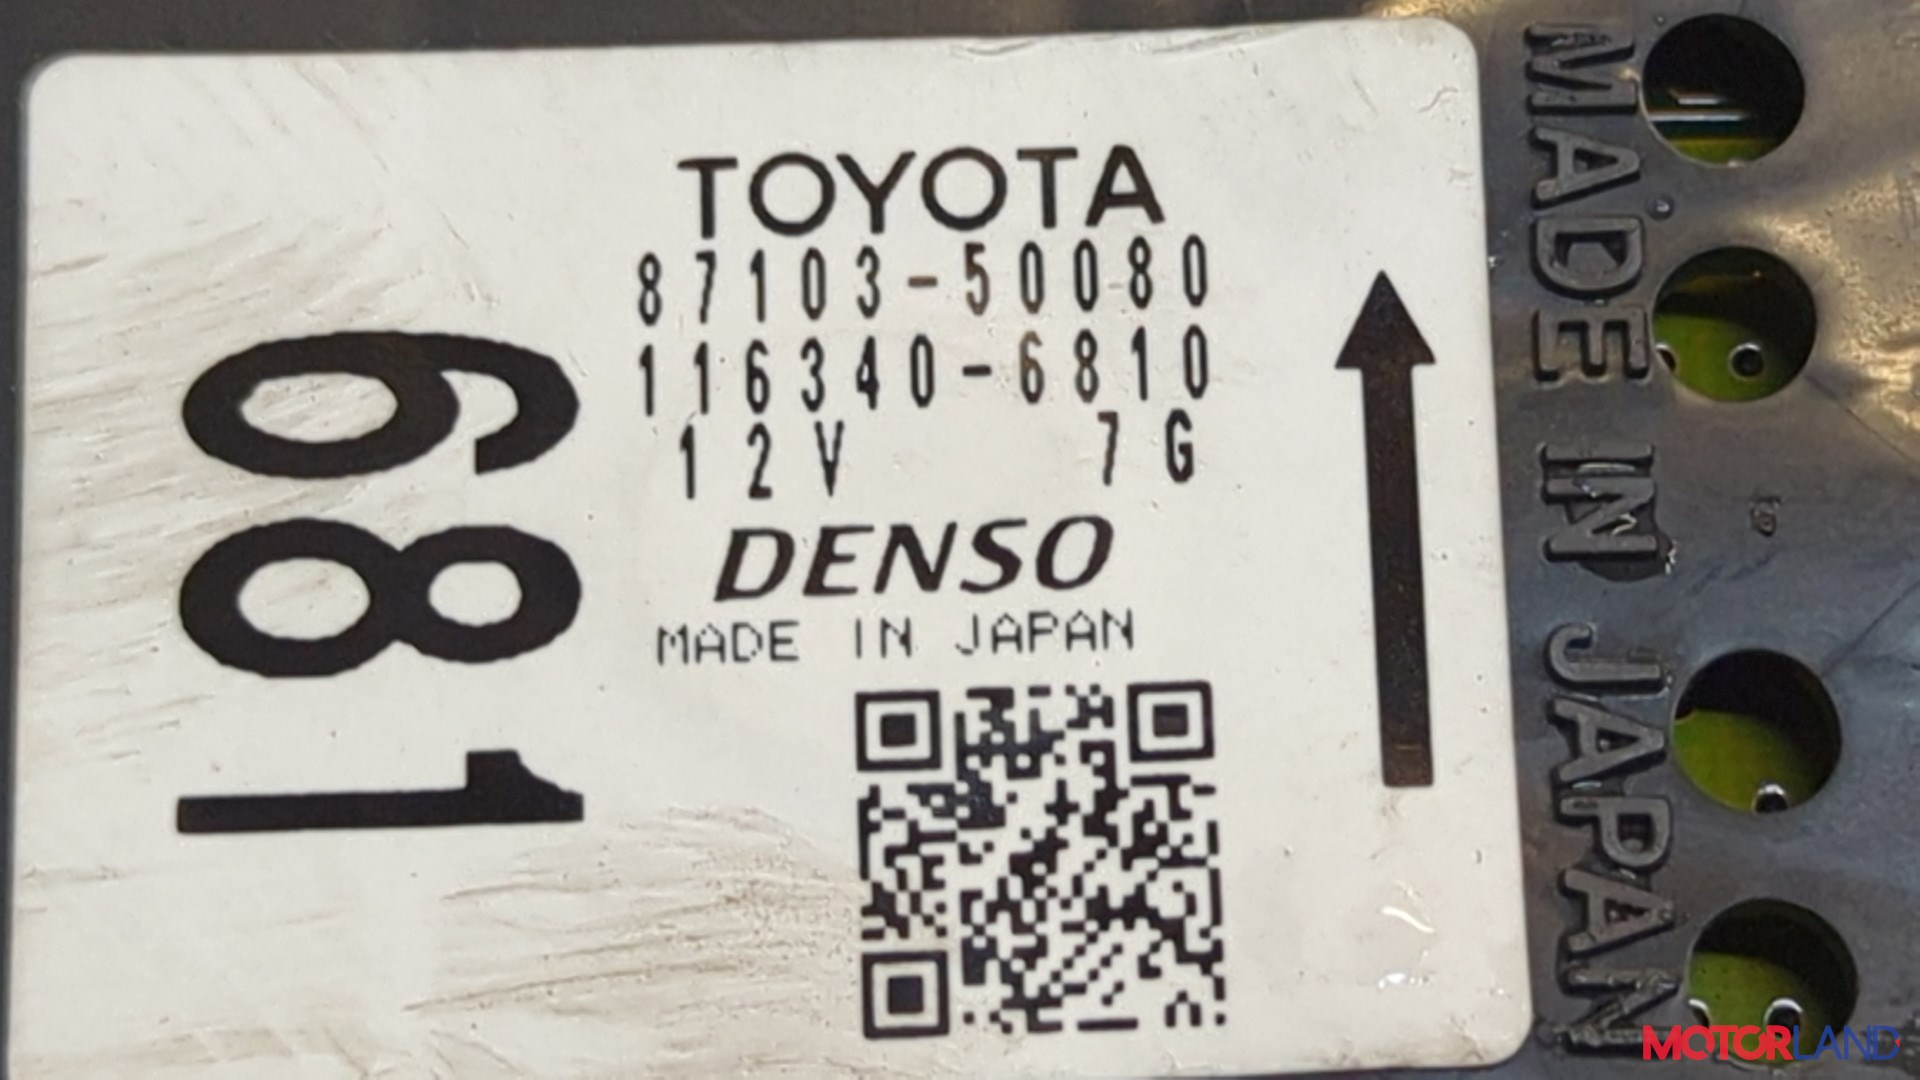 TOYOTA
87103-50080
116340-6810
12V 7G
DENSO
MADE IN JAPAN
681
MADE IN JAPAN
MOTORLAND